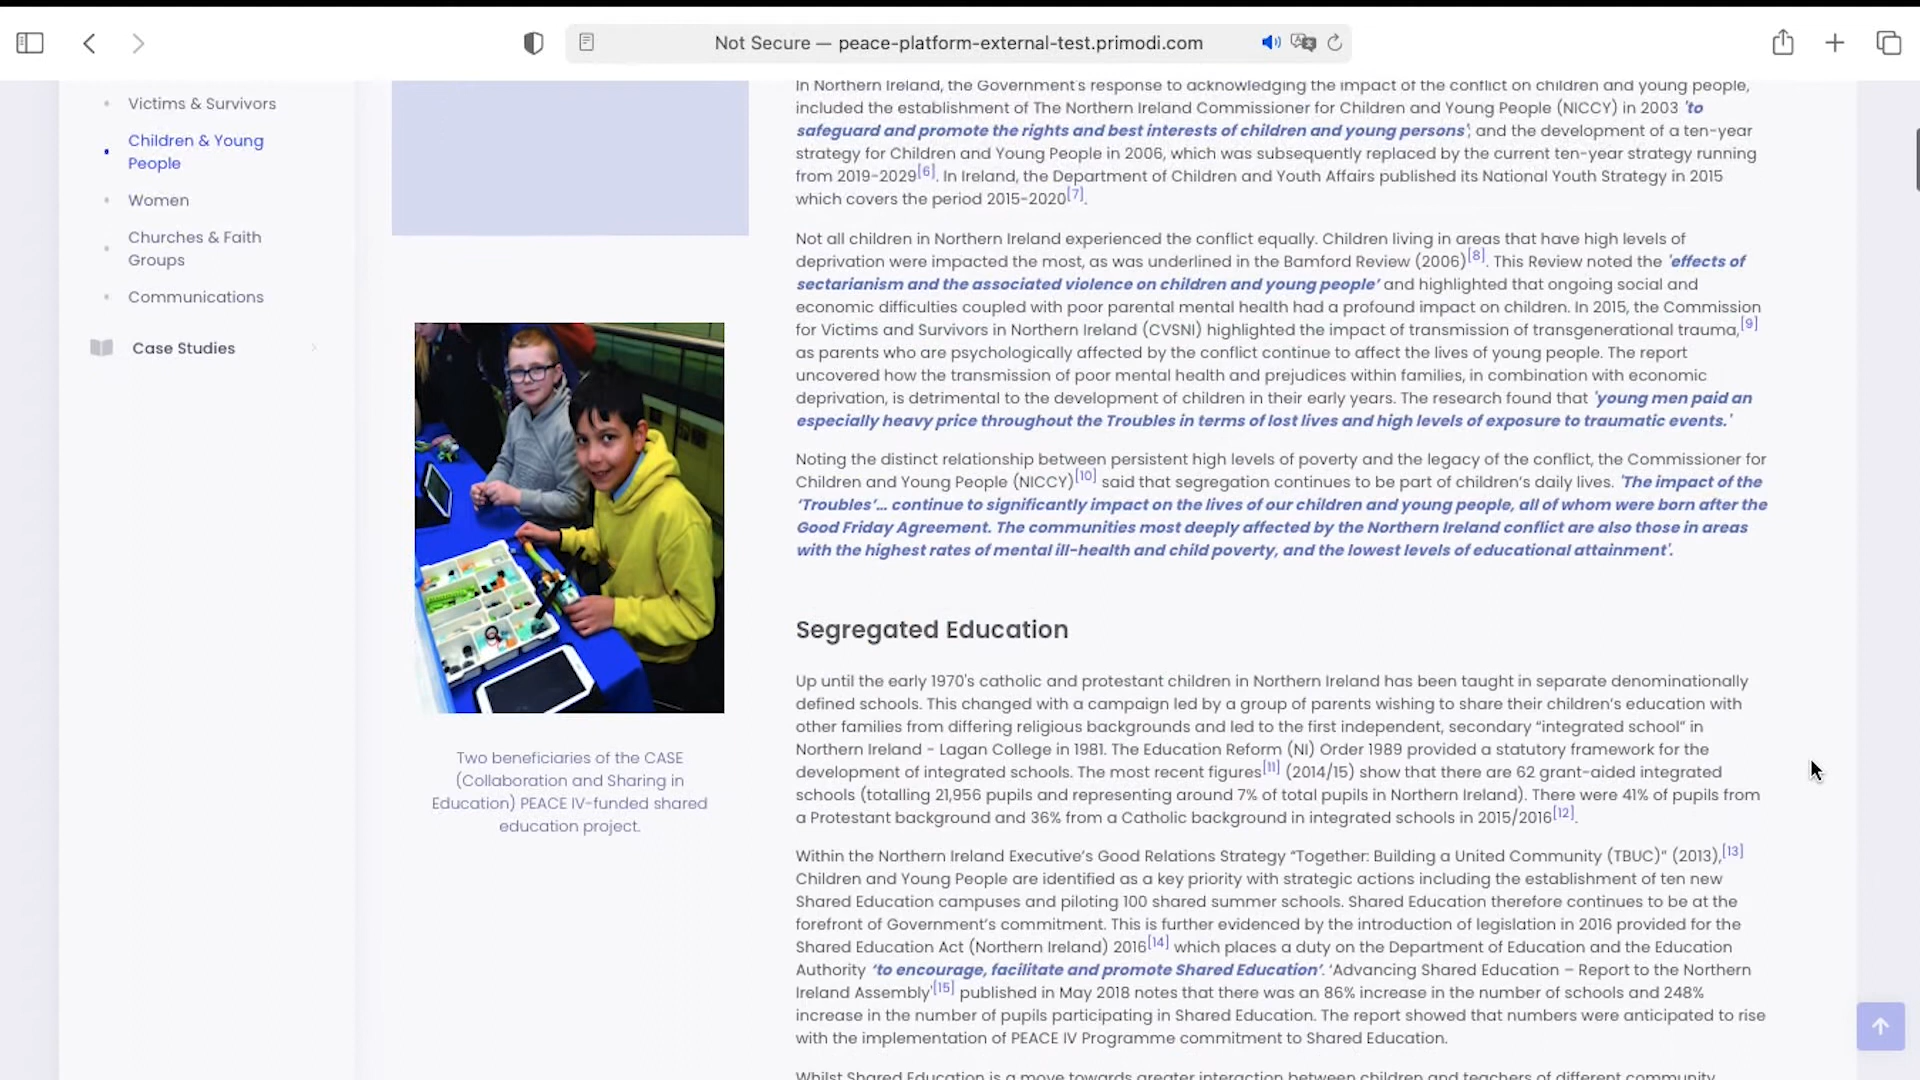 Not Secure — peace-platform-external-test.primodi.com
Victims & Survivors
Children & Young
People
Women
Churches & Faith
Groups
Communications
Case Studies
Two beneficiaries of the CASE
(Collaboration and Sharing in
Education) PEACE IV-funded shared
education project.
In Northern Ireland, the Government's response to acknowledging the impact of the conflict on children and young people,
included the establishment of The Northern Ireland Commissioner for Children and Young People (NICCY) in 2003 'to
safeguard and promote the rights and best interests of children and young persons', and the development of a ten-year
strategy for Children and Young People in 2006, which was subsequently replaced by the current ten-year strategy running
from 2019-2029[6]. In Ireland, the Department of Children and Youth Affairs published its National Youth Strategy in 2015
which covers the period 2015-2020[7].
Not all children in Northern Ireland experienced the conflict equally. Children living in areas that have high levels of
deprivation were impacted the most, as was underlined in the Bamford Review (2006)[8]. This Review noted the 'effects of
sectarianism and the associated violence on children and young people' and highlighted that ongoing social and
economic difficulties coupled with poor parental mental health had a profound impact on children. In 2015, the Commission
for Victims and Survivors in Northern Ireland (CVSNI) highlighted the impact of transmission of transgenerational trauma,[9]
as parents who are psychologically affected by the conflict continue to affect the lives of young people. The report
uncovered how the transmission of poor mental health and prejudices within families, in combination with economic
deprivation, is detrimental to the development of children in their early years. The research found that 'young men paid an
especially heavy price throughout the Troubles in terms of lost lives and high levels of exposure to traumatic events.'
Noting the distinct relationship between persistent high levels of poverty and the legacy of the conflict, the Commissioner for
Children and Young People (NICCY)[10] said that segregation continues to be part of children's daily lives. 'The impact of the
'Troubles'... continue to significantly impact on the lives of our children and young people, all of whom were born after the
Good Friday Agreement. The communities most deeply affected by the Northern Ireland conflict are also those in areas
with the highest rates of mental ill-health and child poverty, and the lowest levels of educational attainment'.
Segregated Education
Up until the early 1970's catholic and protestant children in Northern Ireland has been taught in separate denominationally
defined schools. This changed with a campaign led by a group of parents wishing to share their children's education with
other families from differing religious backgrounds and led to the first independent, secondary "integrated school" in
Northern Ireland - Lagan College in 1981. The Education Reform (NI) Order 1989 provided a statutory framework for the
development of integrated schools. The most recent figures[11] (2014/15) show that there are 62 grant-aided integrated
schools (totalling 21,956 pupils and representing around 7% of total pupils in Northern Ireland). There were 41% of pupils from
a Protestant background and 36% from a Catholic background in integrated schools in 2015/2016[12].
Within the Northern Ireland Executive's Good Relations Strategy "Together: Building a United Community (TBUC)" (2013),[13]
Children and Young People are identified as a key priority with strategic actions including the establishment of ten new
Shared Education campuses and piloting 100 shared summer schools. Shared Education therefore continues to be at the
forefront of Government's commitment. This is further evidenced by the introduction of legislation in 2016 provided for the
Shared Education Act (Northern Ireland) 2016[14] which places a duty on the Department of Education and the Education
Authority 'to encourage, facilitate and promote Shared Education'. 'Advancing Shared Education – Report to the Northern
Ireland Assembly'[15] published in May 2018 notes that there was an 86% increase in the number of schools and 248%
increase in the number of pupils participating in Shared Education. The report showed that numbers were anticipated to rise
with the implementation of PEACE IV Programme commitment to Shared Education.
Whilst Shared Education is a move towards greater interaction between children and teachers of different community